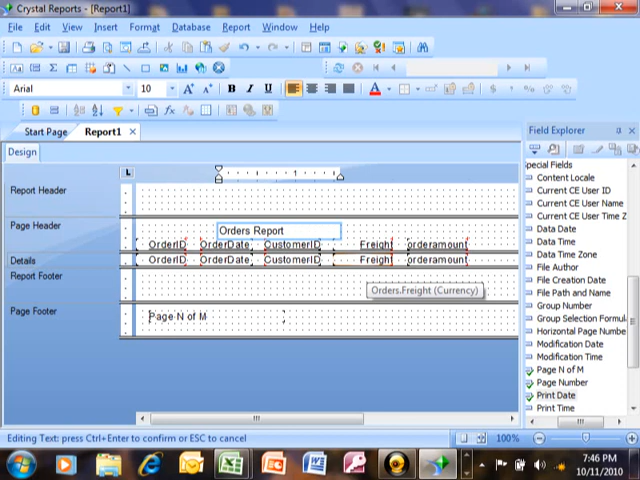 Crystal Reports - [Report1]
File Edit View Insert Format Database Report Window Help
Arial 10
B I U
Start Page Report1
Design
L
Report Header
Page Header
Orders Report
OrderID OrderDate CustomerID Freight orderamount
Details
OrderID OrderDate CustomerID Freight orderamount
Report Footer
Orders.Freight (Currency)
Page Footer
Page N of M
Field Explorer
pecial Fields
Content Locale
Current CE User ID
Current CE User Name
Current CE User Time Z
Data Date
Data Time
Data Time Zone
File Author
File Creation Date
File Path and Name
Group Number
Group Selection Formul
Horizontal Page Numbe
Modification Date
Modification Time
Page N of M
Page Number
Print Date
Print Time
Editing Text: press Ctrl+Enter to confirm or ESC to cancel
100%
7:46 PM
10/11/2010